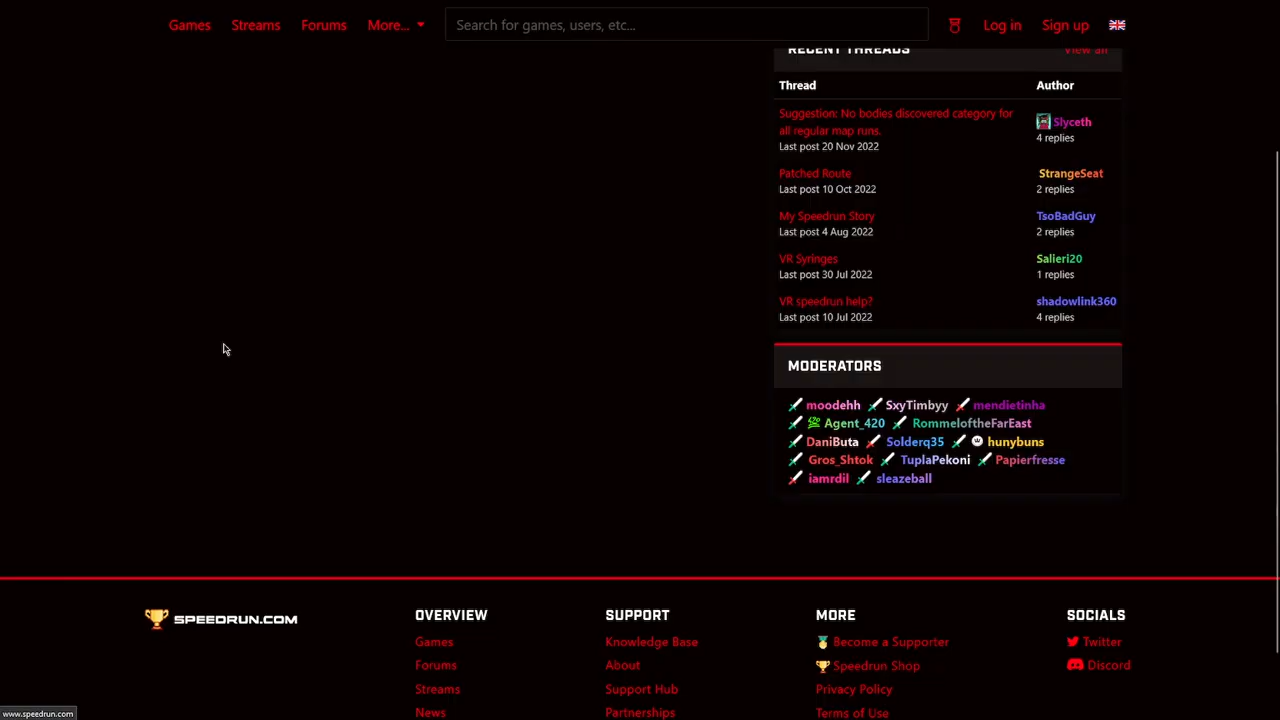 Games Streams Forums More... Search for games, users, etc... Log in Sign up
RECENT THREADS View all
Thread Author
Suggestion: No bodies discovered category for all regular map runs.
Last post 20 Nov 2022
Slyceth
4 replies
Patched Route
Last post 10 Oct 2022
StrangeSeat
2 replies
My Speedrun Story
Last post 4 Aug 2022
TsoBadGuy
2 replies
VR Syringes
Last post 30 Jul 2022
Salieri20
1 replies
VR speedrun help?
Last post 10 Jul 2022
shadowlink360
4 replies
MODERATORS
moodehh SxyTimbyy mendietinha
Agent_420 RommeloftheFarEast
DaniButa Solderq35 hunybuns
Gros_Shtok TuplaPekoni Papierfresse
iamrdil sleazeball
SPEEDRUN.COM
OVERVIEW
Games
Forums
Streams
News
SUPPORT
Knowledge Base
About
Support Hub
Partnerships
MORE
Become a Supporter
Speedrun Shop
Privacy Policy
Terms of Use
SOCIALS
Twitter
Discord
www.speedrun.com